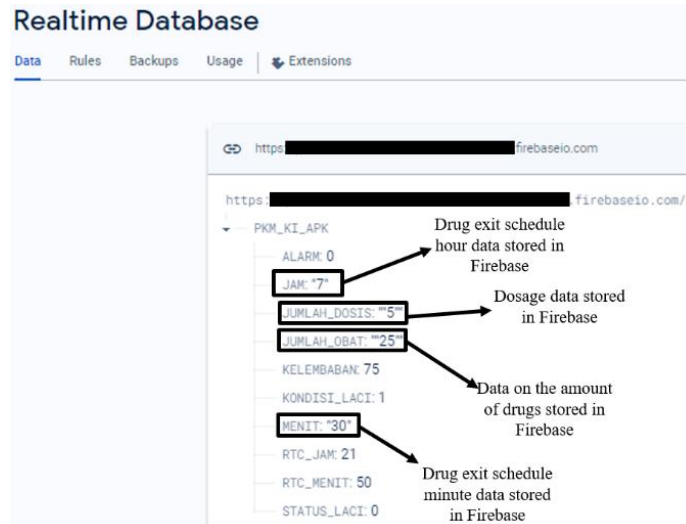 Realtime Database
Data Rules Backups Usage Extensions
https: firebaseio.com
https: .firebaseio.com/
PKM_KI_APK
ALARM: 0
JAM: "7"
JUMLAH_DOSIS: ""5""
JUMLAH_OBAT: ""25""
KELEMBABAN: 75
KONDISI_LACI: 1
MENIT: "30"
RTC_JAM: 21
RTC_MENIT: 50
STATUS_LACI: 0
Drug exit schedule
hour data stored in
Firebase
Dosage data stored
in Firebase
Data on the amount
of drugs stored in
Firebase
Drug exit schedule
minute data stored
in Firebase